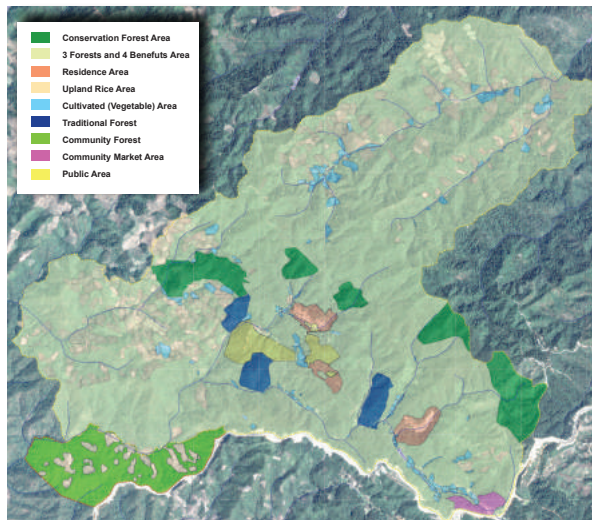 Conservation Forest Area
3 Forests and 4 Benefuts Area
Residence Area
Upland Rice Area
Cultivated (Vegetable) Area
Traditional Forest
Community Forest
Community Market Area
Public Area